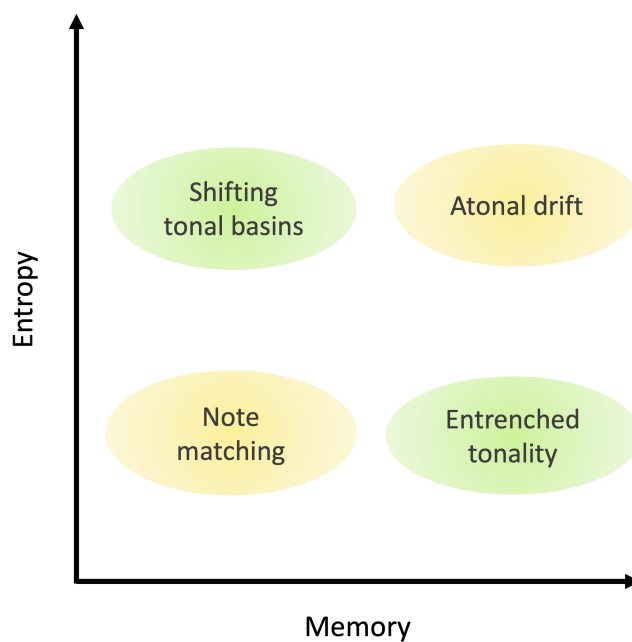 Shifting
tonal basins
Atonal drift
Entropy
Note
matching
Entrenched
tonality
Memory